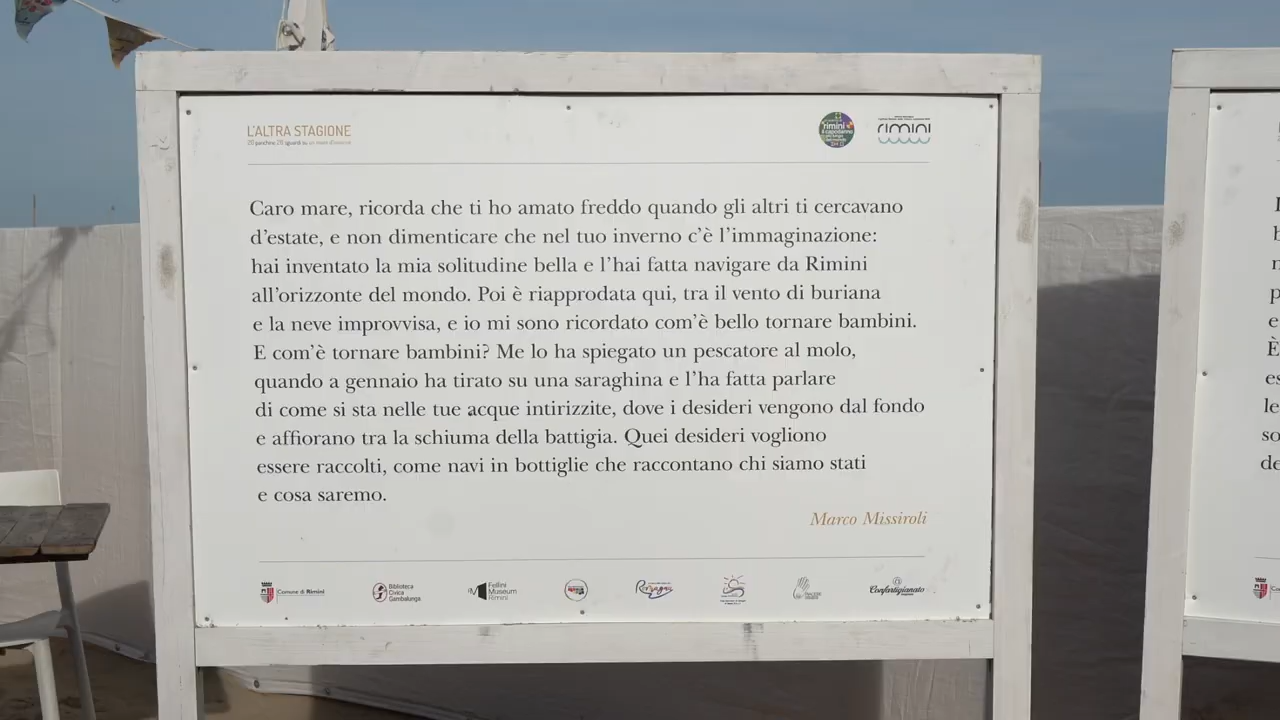 L'ALTRA STAGIONE
rimini
il capodanno
rimini
Caro mare, ricorda che ti ho amato freddo quando gli altri ti cercavano
d'estate, e non dimenticare che nel tuo inverno c'è l'immaginazione:
hai inventato la mia solitudine bella e l'hai fatta navigare da Rimini
all'orizzonte del mondo. Poi è riapprodata qui, tra il vento di buriana
e la neve improvvisa, e io mi sono ricordato com'è bello tornare bambini.
E com'è tornare bambini? Me lo ha spiegato un pescatore al molo,
quando a gennaio ha tirato su una saraghina e l'ha fatta parlare
di come si sta nelle tue acque intirizzite, dove i desideri vengono dal fondo
e affiorano tra la schiuma della battigia. Quei desideri vogliono
essere raccolti, come navi in bottiglie che raccontano chi siamo stati
e cosa saremo.
Marco Missiroli
Comune di Rimini
Biblioteca
Civica
Gambalunga
Fellini
Museum
Rimini
Confartigianato